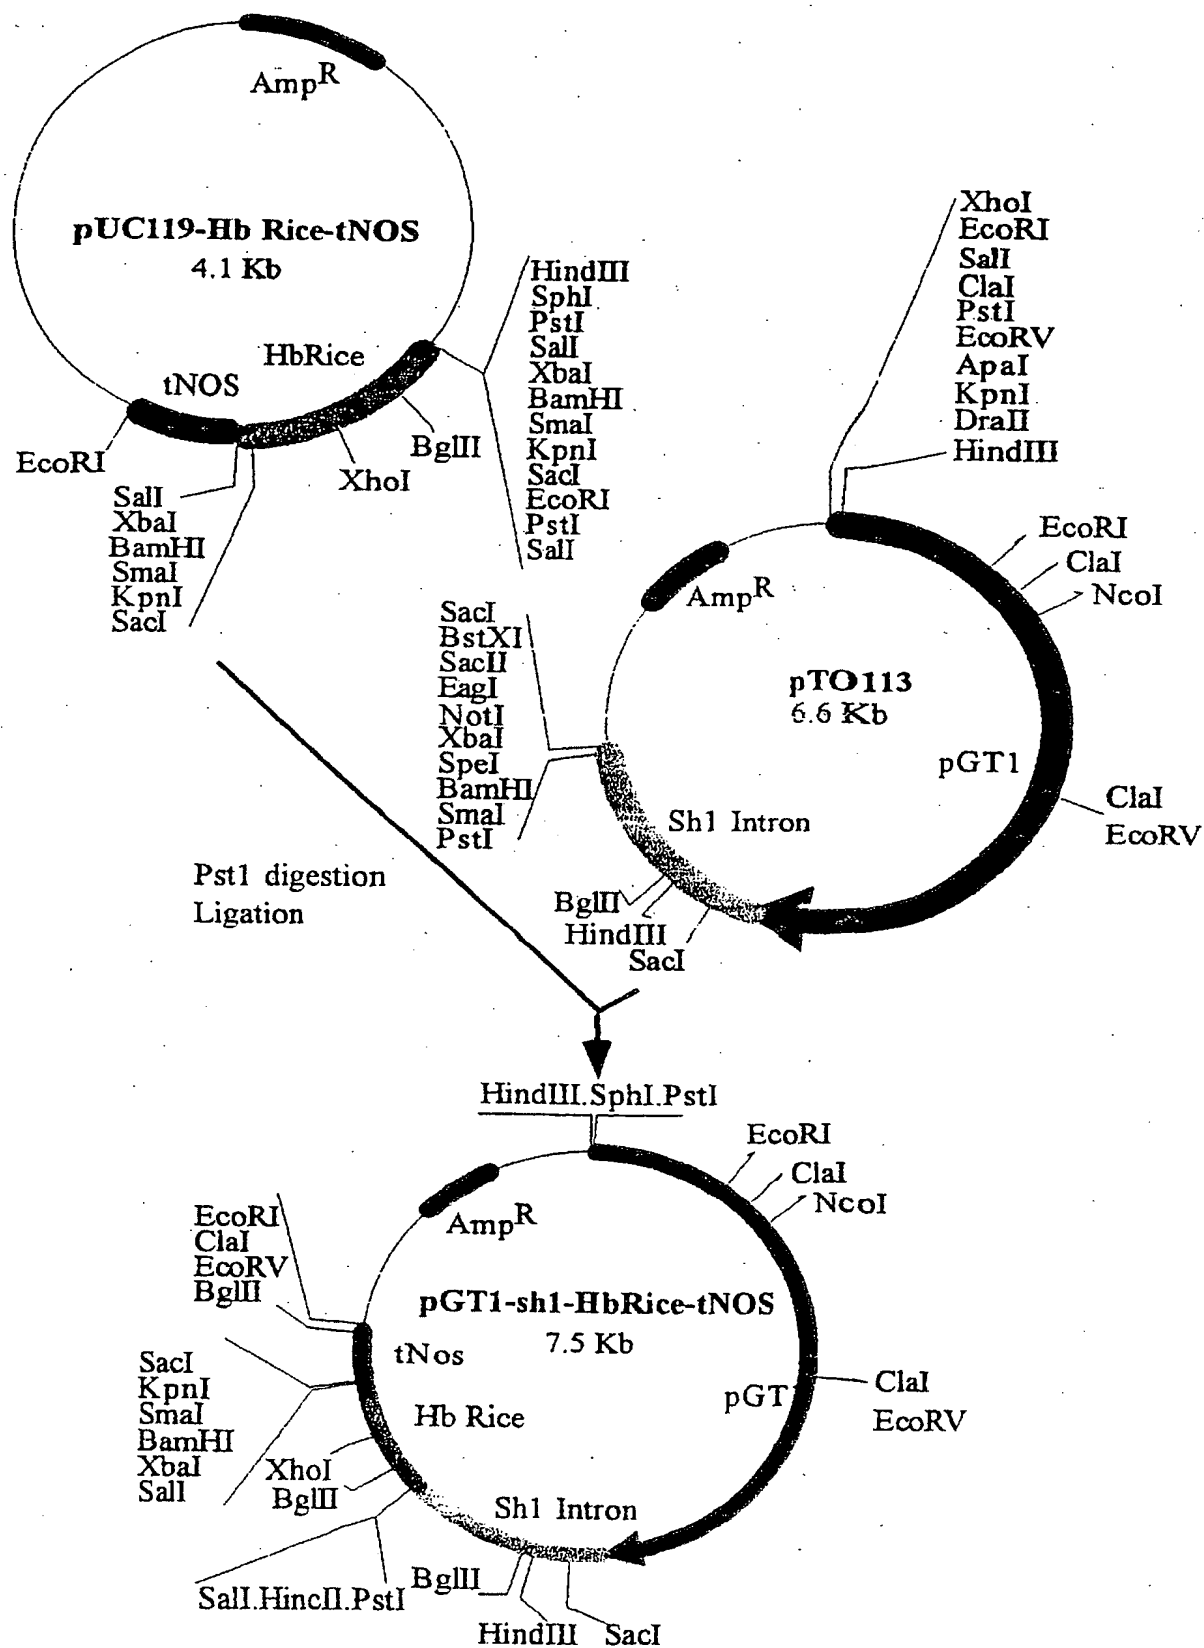 Amp^R
pUC119-Hb Rice-tNOS
4.1 Kb
HindIII
SphI
PstI
SalI
XbaI
BamHI
SmaI
KpnI
SacI
EcoRI
PstI
SalI
HbRice
tNOS
BglII
XhoI
EcoRI
SalI
XbaI
BamHI
SmaI
KpnI
SacI
XhoI
EcoRI
SalI
ClaI
PstI
EcoRV
ApaI
KpnI
DraII
HindIII
EcoRI
ClaI
NcoI
Amp^R
pTO113
6.6 Kb
pGT1
ClaI
EcoRV
SacI
BstXI
SacII
EagI
NotI
XbaI
SpeI
BamHI
SmaI
PstI
Sh1 Intron
BglII
HindIII
SacI
Pst1 digestion
Ligation
HindIII.SphI.PstI
EcoRI
ClaI
NcoI
Amp^R
EcoRI
ClaI
EcoRV
BglII
pGT1-sh1-HbRice-tNOS
7.5 Kb
tNos
pGT
ClaI
EcoRV
SacI
KpnI
SmaI
BamHI
XbaI
SalI
Hb Rice
XhoI
BglII
Sh1 Intron
SalI.HincII.PstI
BglII
HindIII
SacI